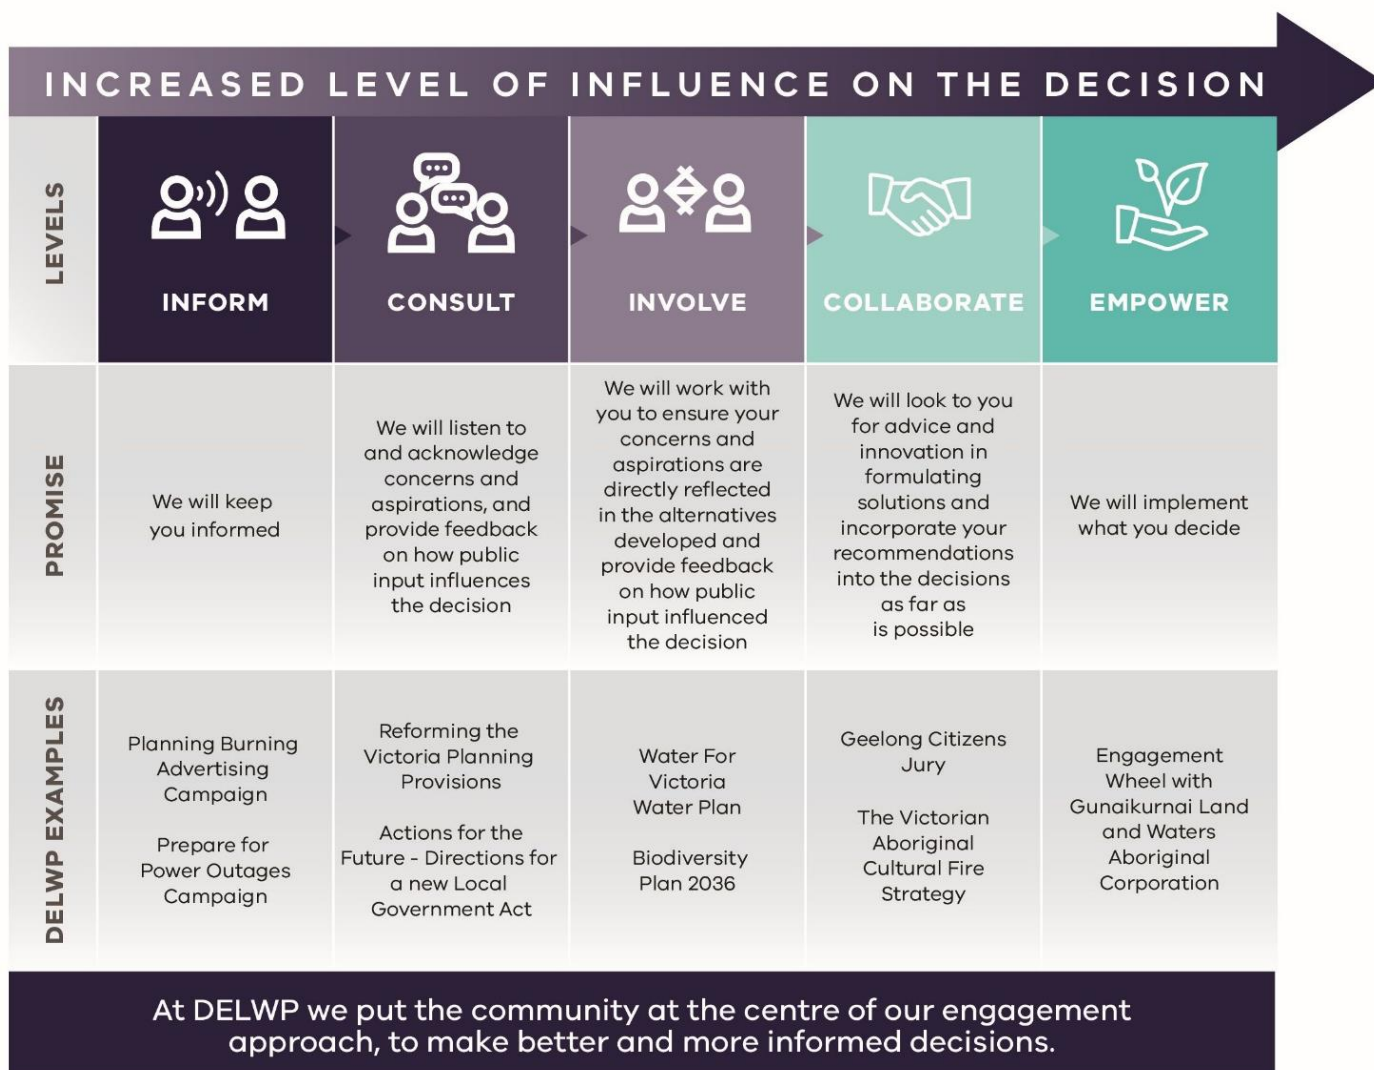 INCREASED LEVEL OF INFLUENCE ON THE DECISION
LEVELS
INFORM
CONSULT
INVOLVE
COLLABORATE
EMPOWER
PROMISE
We will keep
you informed
We will listen to
and acknowledge
concerns and
aspirations, and
provide feedback
on how public
input influences
the decision
We will work with
you to ensure your
concerns and
aspirations are
directly reflected
in the alternatives
developed and
provide feedback
on how public
input influenced
the decision
We will look to you
for advice and
innovation in
formulating
solutions and
incorporate your
recommendations
into the decisions
as far as
is possible
We will implement
what you decide
DELWP EXAMPLES
Planning Burning
Advertising
Campaign
Prepare for
Power Outages
Campaign
Reforming the
Victoria Planning
Provisions
Actions for the
Future - Directions for
a new Local
Government Act
Water For
Victoria
Water Plan
Biodiversity
Plan 2036
Geelong Citizens
Jury
The Victorian
Aboriginal
Cultural Fire
Strategy
Engagement
Wheel with
Gunaikurnai Land
and Waters
Aboriginal
Corporation
At DELWP we put the community at the centre of our engagement
approach, to make better and more informed decisions.